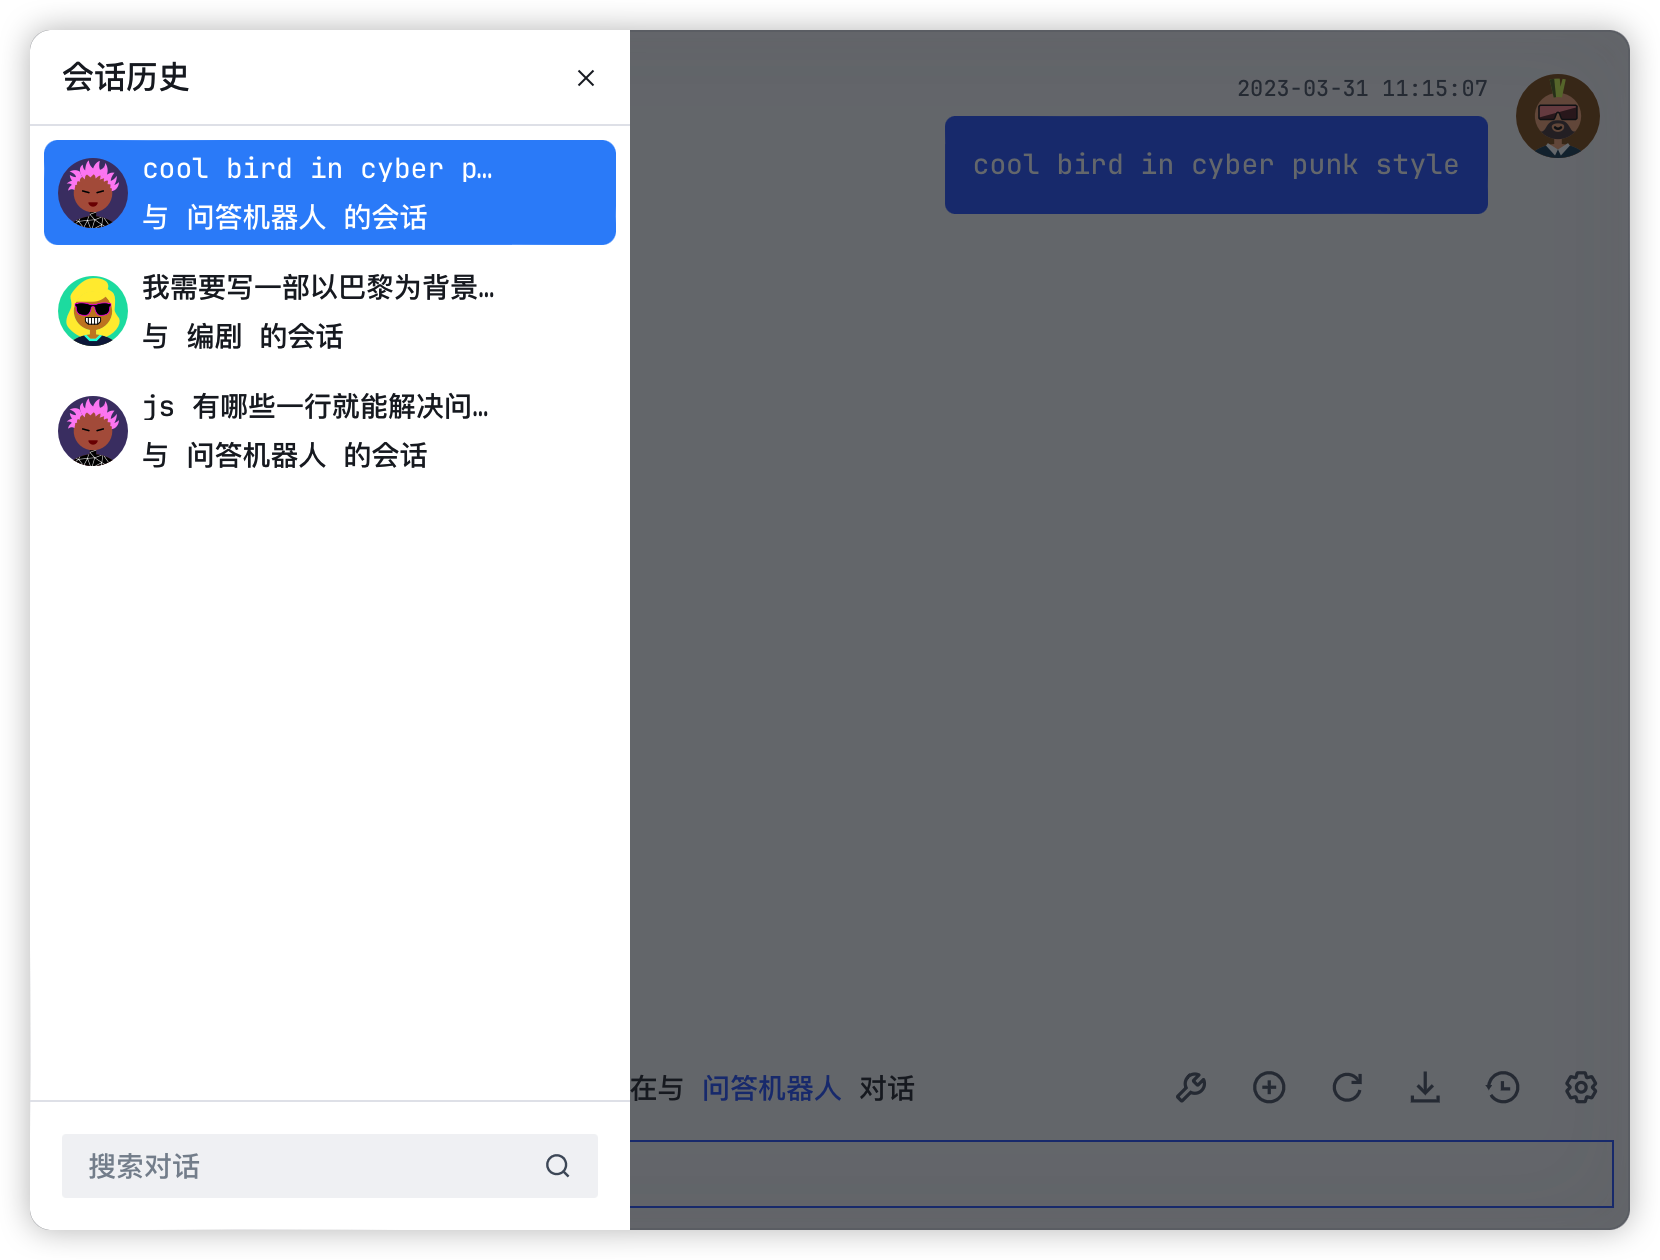 会话历史
cool bird in cyber p…
与 问答机器人 的会话
我需要写一部以巴黎为背景…
与 编剧 的会话
js 有哪些一行就能解决问…
与 问答机器人 的会话
搜索对话
2023-03-31 11:15:07
cool bird in cyber punk style
在与 问答机器人 对话